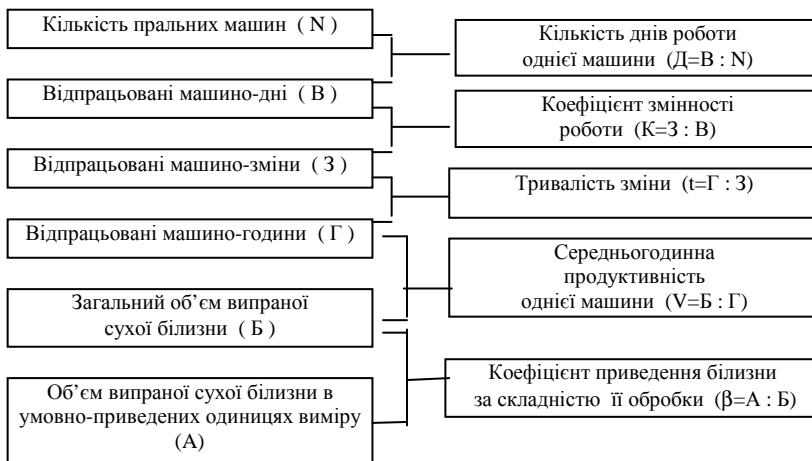 Кількість пральних машин ( N )
Кількість днів роботи
однієї машини (Д=В : N)
Відпрацьовані машино-дні ( В )
Коефіцієнт змінності
роботи (К=З : В)
Відпрацьовані машино-зміни ( З )
Тривалість зміни (t=Г : З)
Відпрацьовані машино-години ( Г )
Середньогодинна
продуктивність
однієї машини (V=Б : Г)
Загальний об’єм випраної
сухої білизни ( Б )
Коефіцієнт приведення білизни
за складністю її обробки (β=А : Б)
Об’єм випраної сухої білизни в
умовно-приведених одиницях виміру
(А)